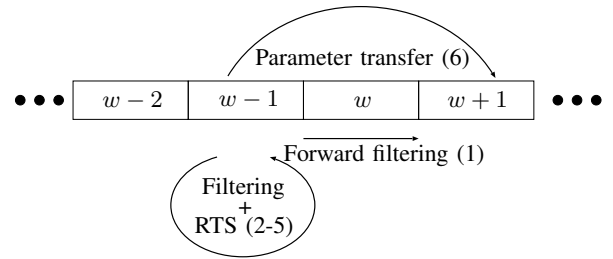 Parameter transfer (6)
w − 2 w − 1 w w + 1
Forward filtering (1)
Filtering
+
RTS (2-5)